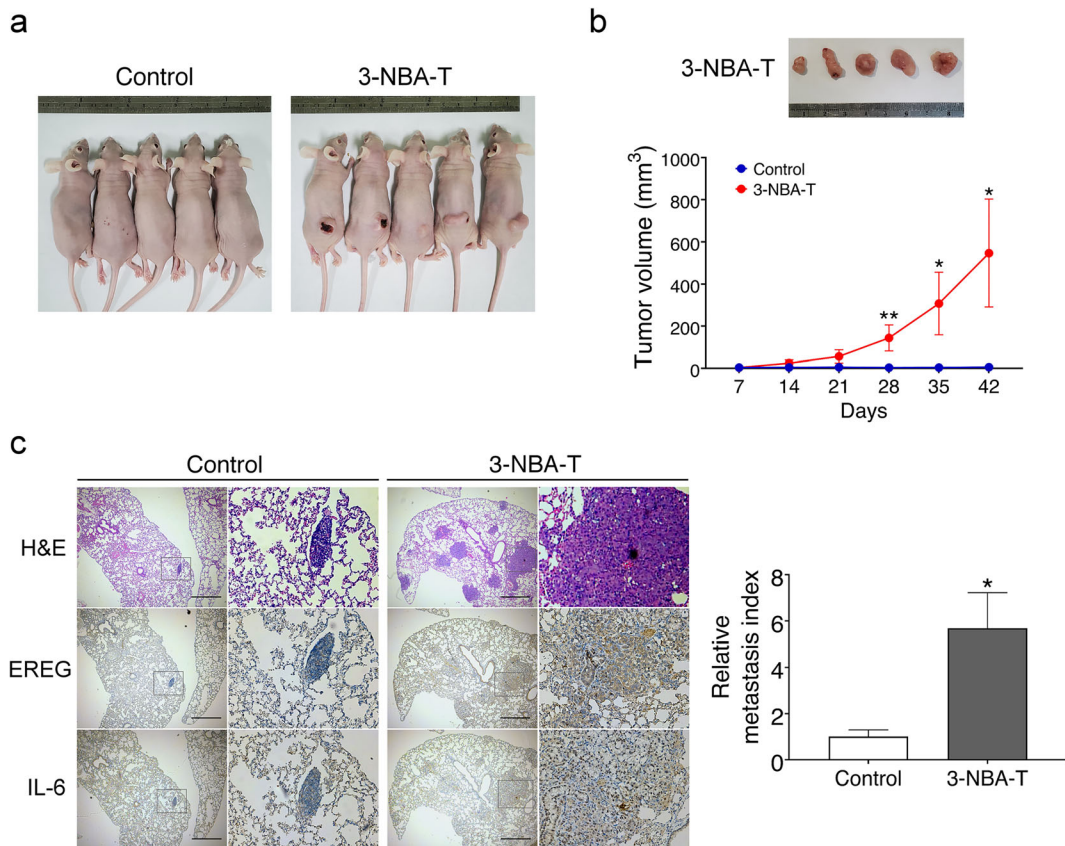 a
Control
3-NBA-T
b
3-NBA-T
1000
800
600
400
200
0
Tumor volume (mm³)
Control
3-NBA-T
**
*
*
7 14 21 28 35 42
Days
c
Control
3-NBA-T
H&E
EREG
IL-6
8
6
4
2
0
Relative
metastasis index
*
Control
3-NBA-T